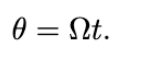 θ = Ωt.